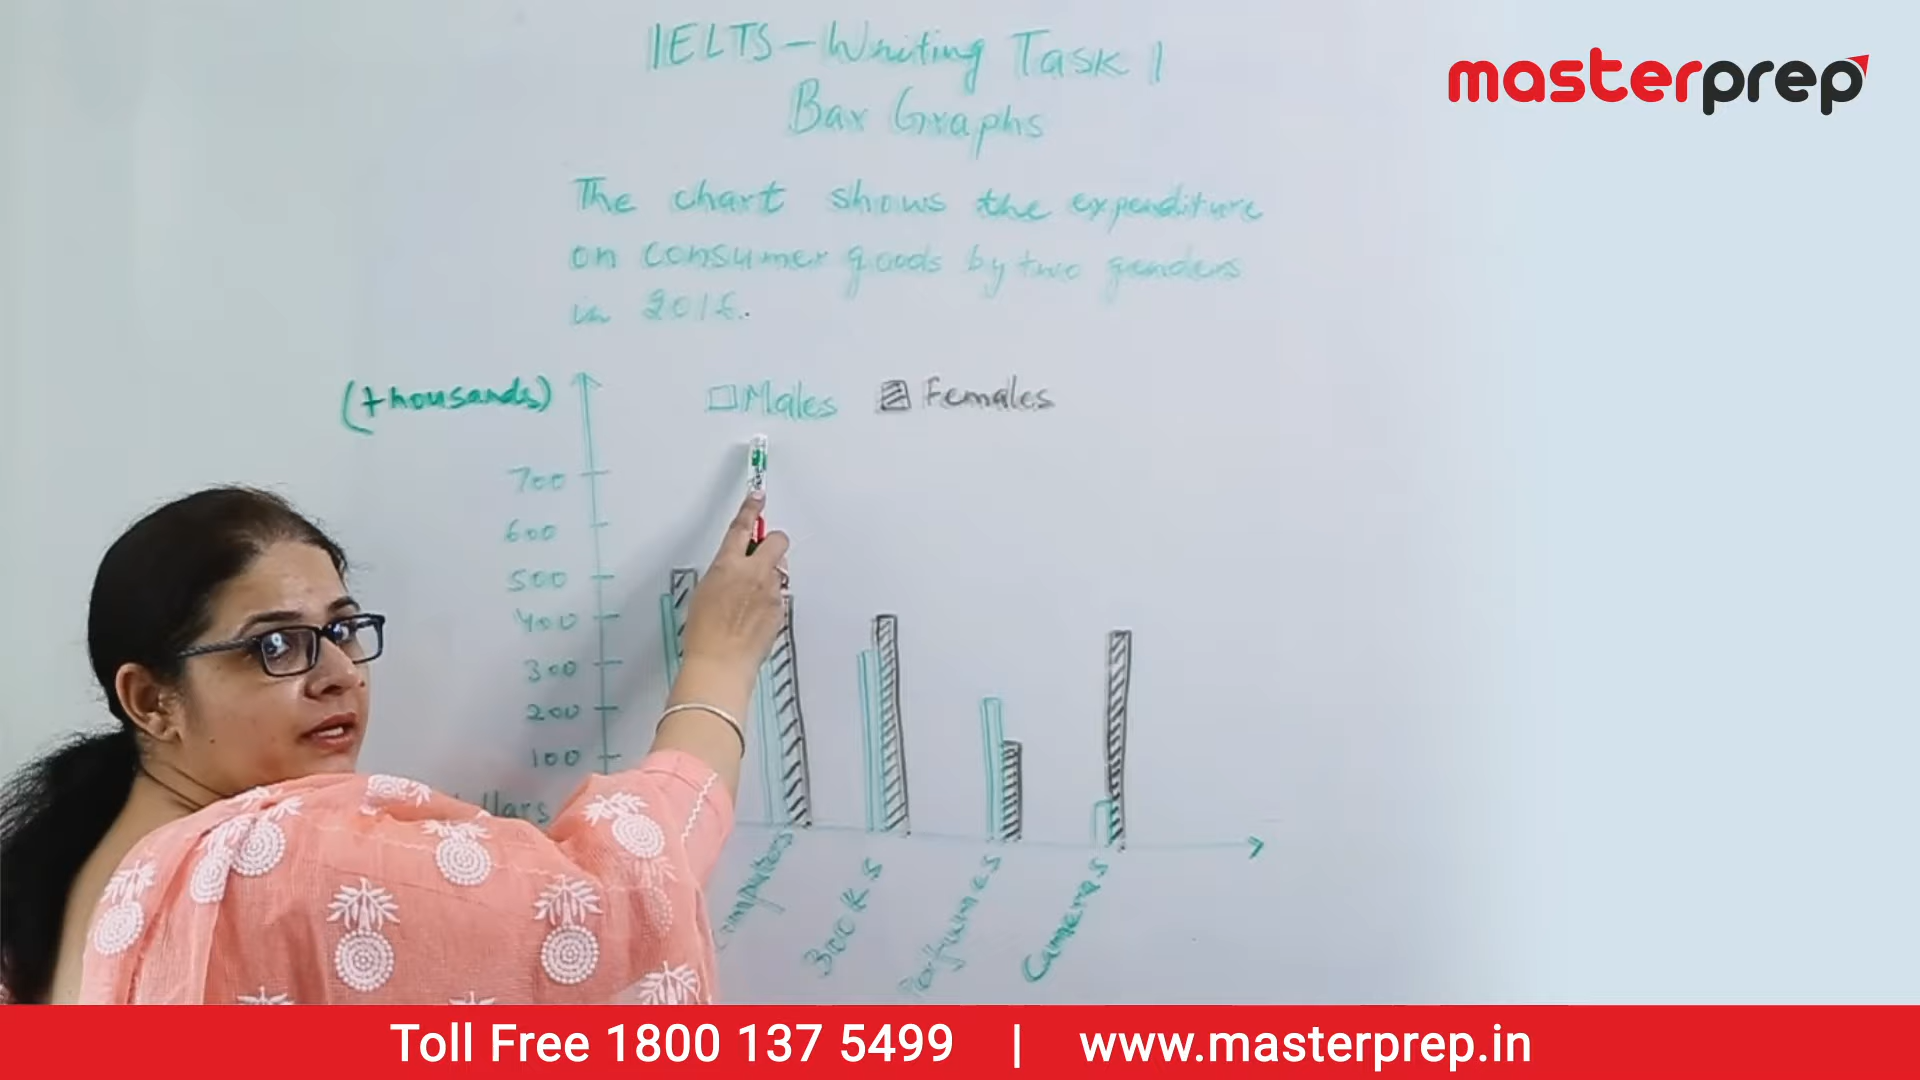 IELTS - Writing Task 1
Bar Graphs
masterprep
The chart shows the expenditure
on consumer goods by two genders
in 2015.
(thousands)
Males
Females
700
600
500
400
300
200
100
Books
Perfumes
Cameras
Toll Free 1800 137 5499 | www.masterprep.in